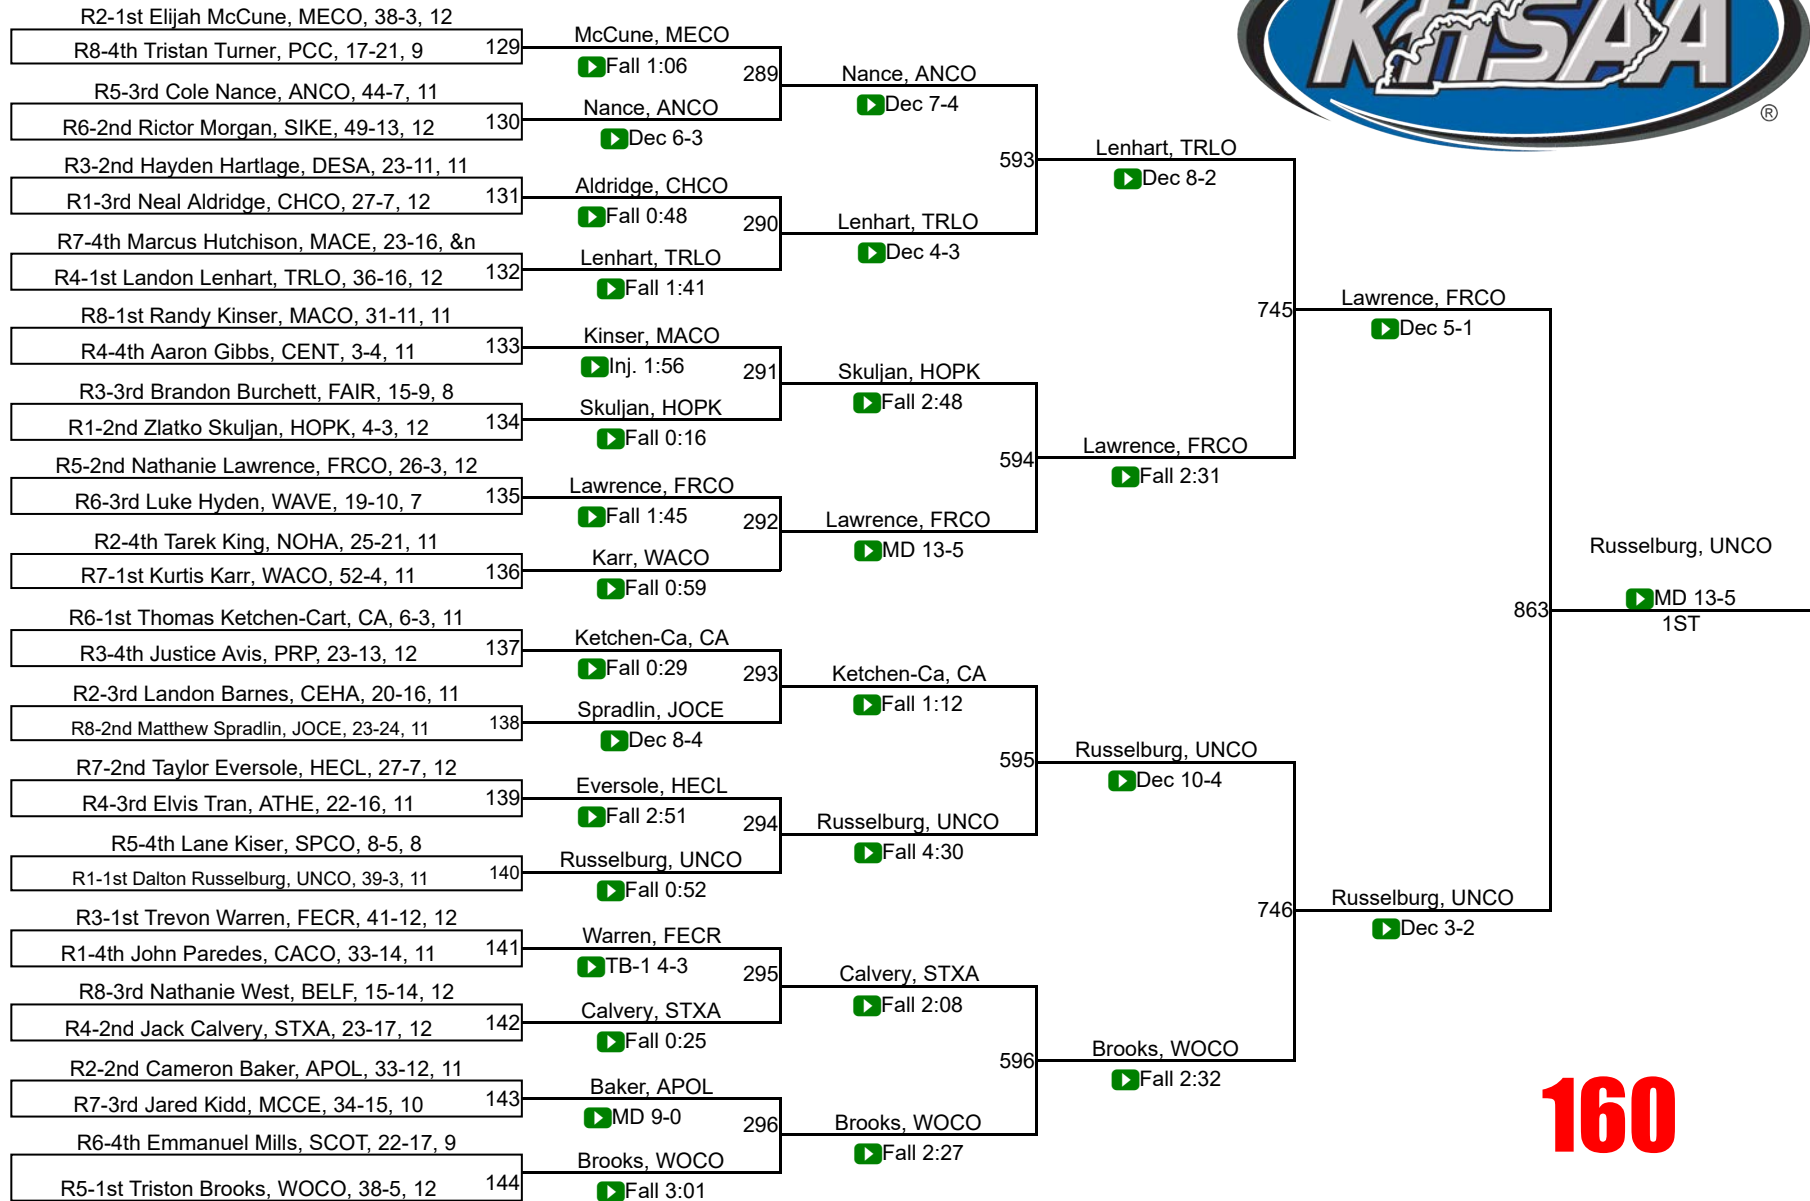 R2-1st Elijah McCune, MECO, 38-3, 12
R8-4th Tristan Turner, PCC, 17-21, 9
129
R5-3rd Cole Nance, ANCO, 44-7, 11
R6-2nd Rictor Morgan, SIKE, 49-13, 12
130
R3-2nd Hayden Hartlage, DESA, 23-11, 11
R1-3rd Neal Aldridge, CHCO, 27-7, 12
131
R7-4th Marcus Hutchison, MACE, 23-16, &n
R4-1st Landon Lenhart, TRLO, 36-16, 12
132
R8-1st Randy Kinser, MACO, 31-11, 11
R4-4th Aaron Gibbs, CENT, 3-4, 11
133
R3-3rd Brandon Burchett, FAIR, 15-9, 8
R1-2nd Zlatko Skuljan, HOPK, 4-3, 12
134
R5-2nd Nathanie Lawrence, FRCO, 26-3, 12
R6-3rd Luke Hyden, WAVE, 19-10, 7
135
R2-4th Tarek King, NOHA, 25-21, 11
R7-1st Kurtis Karr, WACO, 52-4, 11
136
R6-1st Thomas Ketchen-Cart, CA, 6-3, 11
R3-4th Justice Avis, PRP, 23-13, 12
137
R2-3rd Landon Barnes, CEHA, 20-16, 11
R8-2nd Matthew Spradlin, JOCE, 23-24, 11
138
R7-2nd Taylor Eversole, HECL, 27-7, 12
R4-3rd Elvis Tran, ATHE, 22-16, 11
139
R5-4th Lane Kiser, SPCO, 8-5, 8
R1-1st Dalton Russelburg, UNCO, 39-3, 11
140
R3-1st Trevon Warren, FECR, 41-12, 12
R1-4th John Paredes, CACO, 33-14, 11
141
R8-3rd Nathanie West, BELF, 15-14, 12
R4-2nd Jack Calvery, STXA, 23-17, 12
142
R2-2nd Cameron Baker, APOL, 33-12, 11
R7-3rd Jared Kidd, MCCE, 34-15, 10
143
R6-4th Emmanuel Mills, SCOT, 22-17, 9
R5-1st Triston Brooks, WOCO, 38-5, 12
144
McCune, MECO
Fall 1:06
289
Nance, ANCO
Dec 6-3
Aldridge, CHCO
Fall 0:48
290
Lenhart, TRLO
Fall 1:41
Kinser, MACO
Inj. 1:56
291
Skuljan, HOPK
Fall 0:16
Lawrence, FRCO
Fall 1:45
292
Karr, WACO
Fall 0:59
Ketchen-Ca, CA
Fall 0:29
293
Spradlin, JOCE
Dec 8-4
Eversole, HECL
Fall 2:51
294
Russelburg, UNCO
Fall 0:52
Warren, FECR
TB-1 4-3
295
Calvery, STXA
Fall 0:25
Baker, APOL
MD 9-0
296
Brooks, WOCO
Fall 3:01
Nance, ANCO
Dec 7-4
593
Lenhart, TRLO
Dec 4-3
Skuljan, HOPK
Fall 2:48
594
Lawrence, FRCO
MD 13-5
Ketchen-Ca, CA
Fall 1:12
595
Russelburg, UNCO
Fall 4:30
Calvery, STXA
Fall 2:08
596
Brooks, WOCO
Fall 2:27
Lenhart, TRLO
Dec 8-2
745
Lawrence, FRCO
Fall 2:31
Russelburg, UNCO
Dec 10-4
746
Brooks, WOCO
Fall 2:32
Lawrence, FRCO
Dec 5-1
863
Russelburg, UNCO
Dec 3-2
Russelburg, UNCO
MD 13-5
1ST
KHSAA
®
160